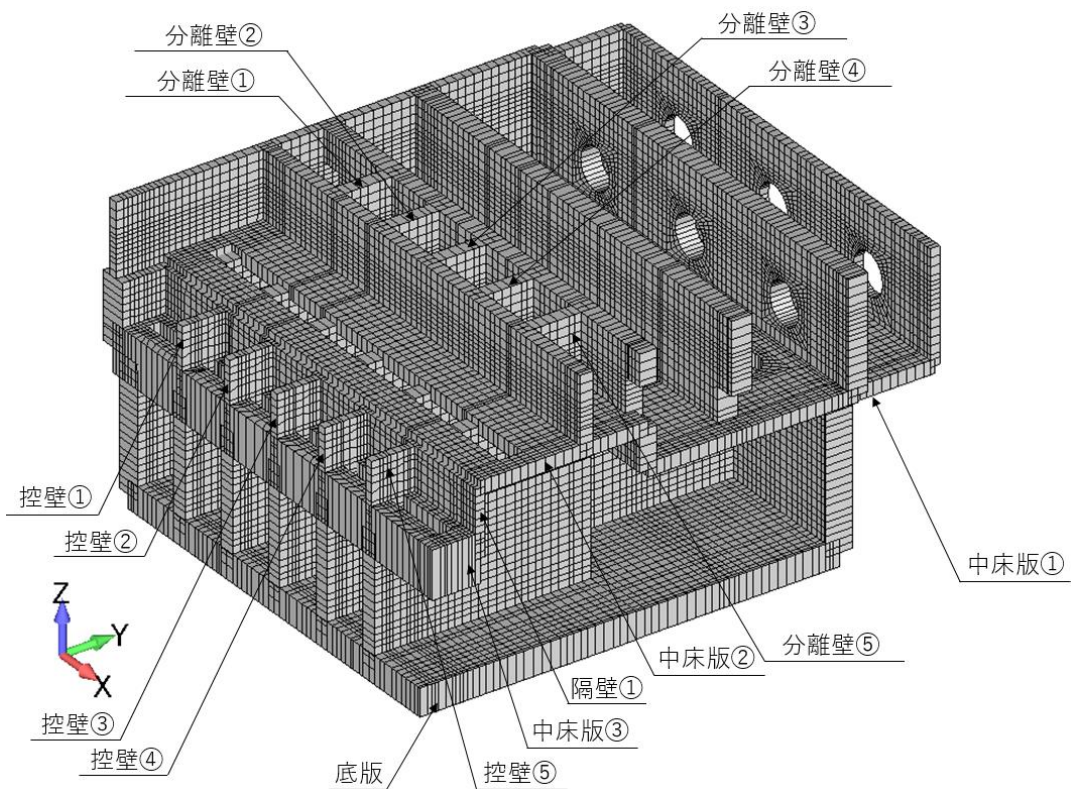 分離壁②
分離壁③
分離壁①
分離壁④
控壁①
控壁②
中床版①
Z
Y
X
分離壁⑤
中床版②
隔壁①
控壁③
中床版③
控壁④
底版
控壁⑤